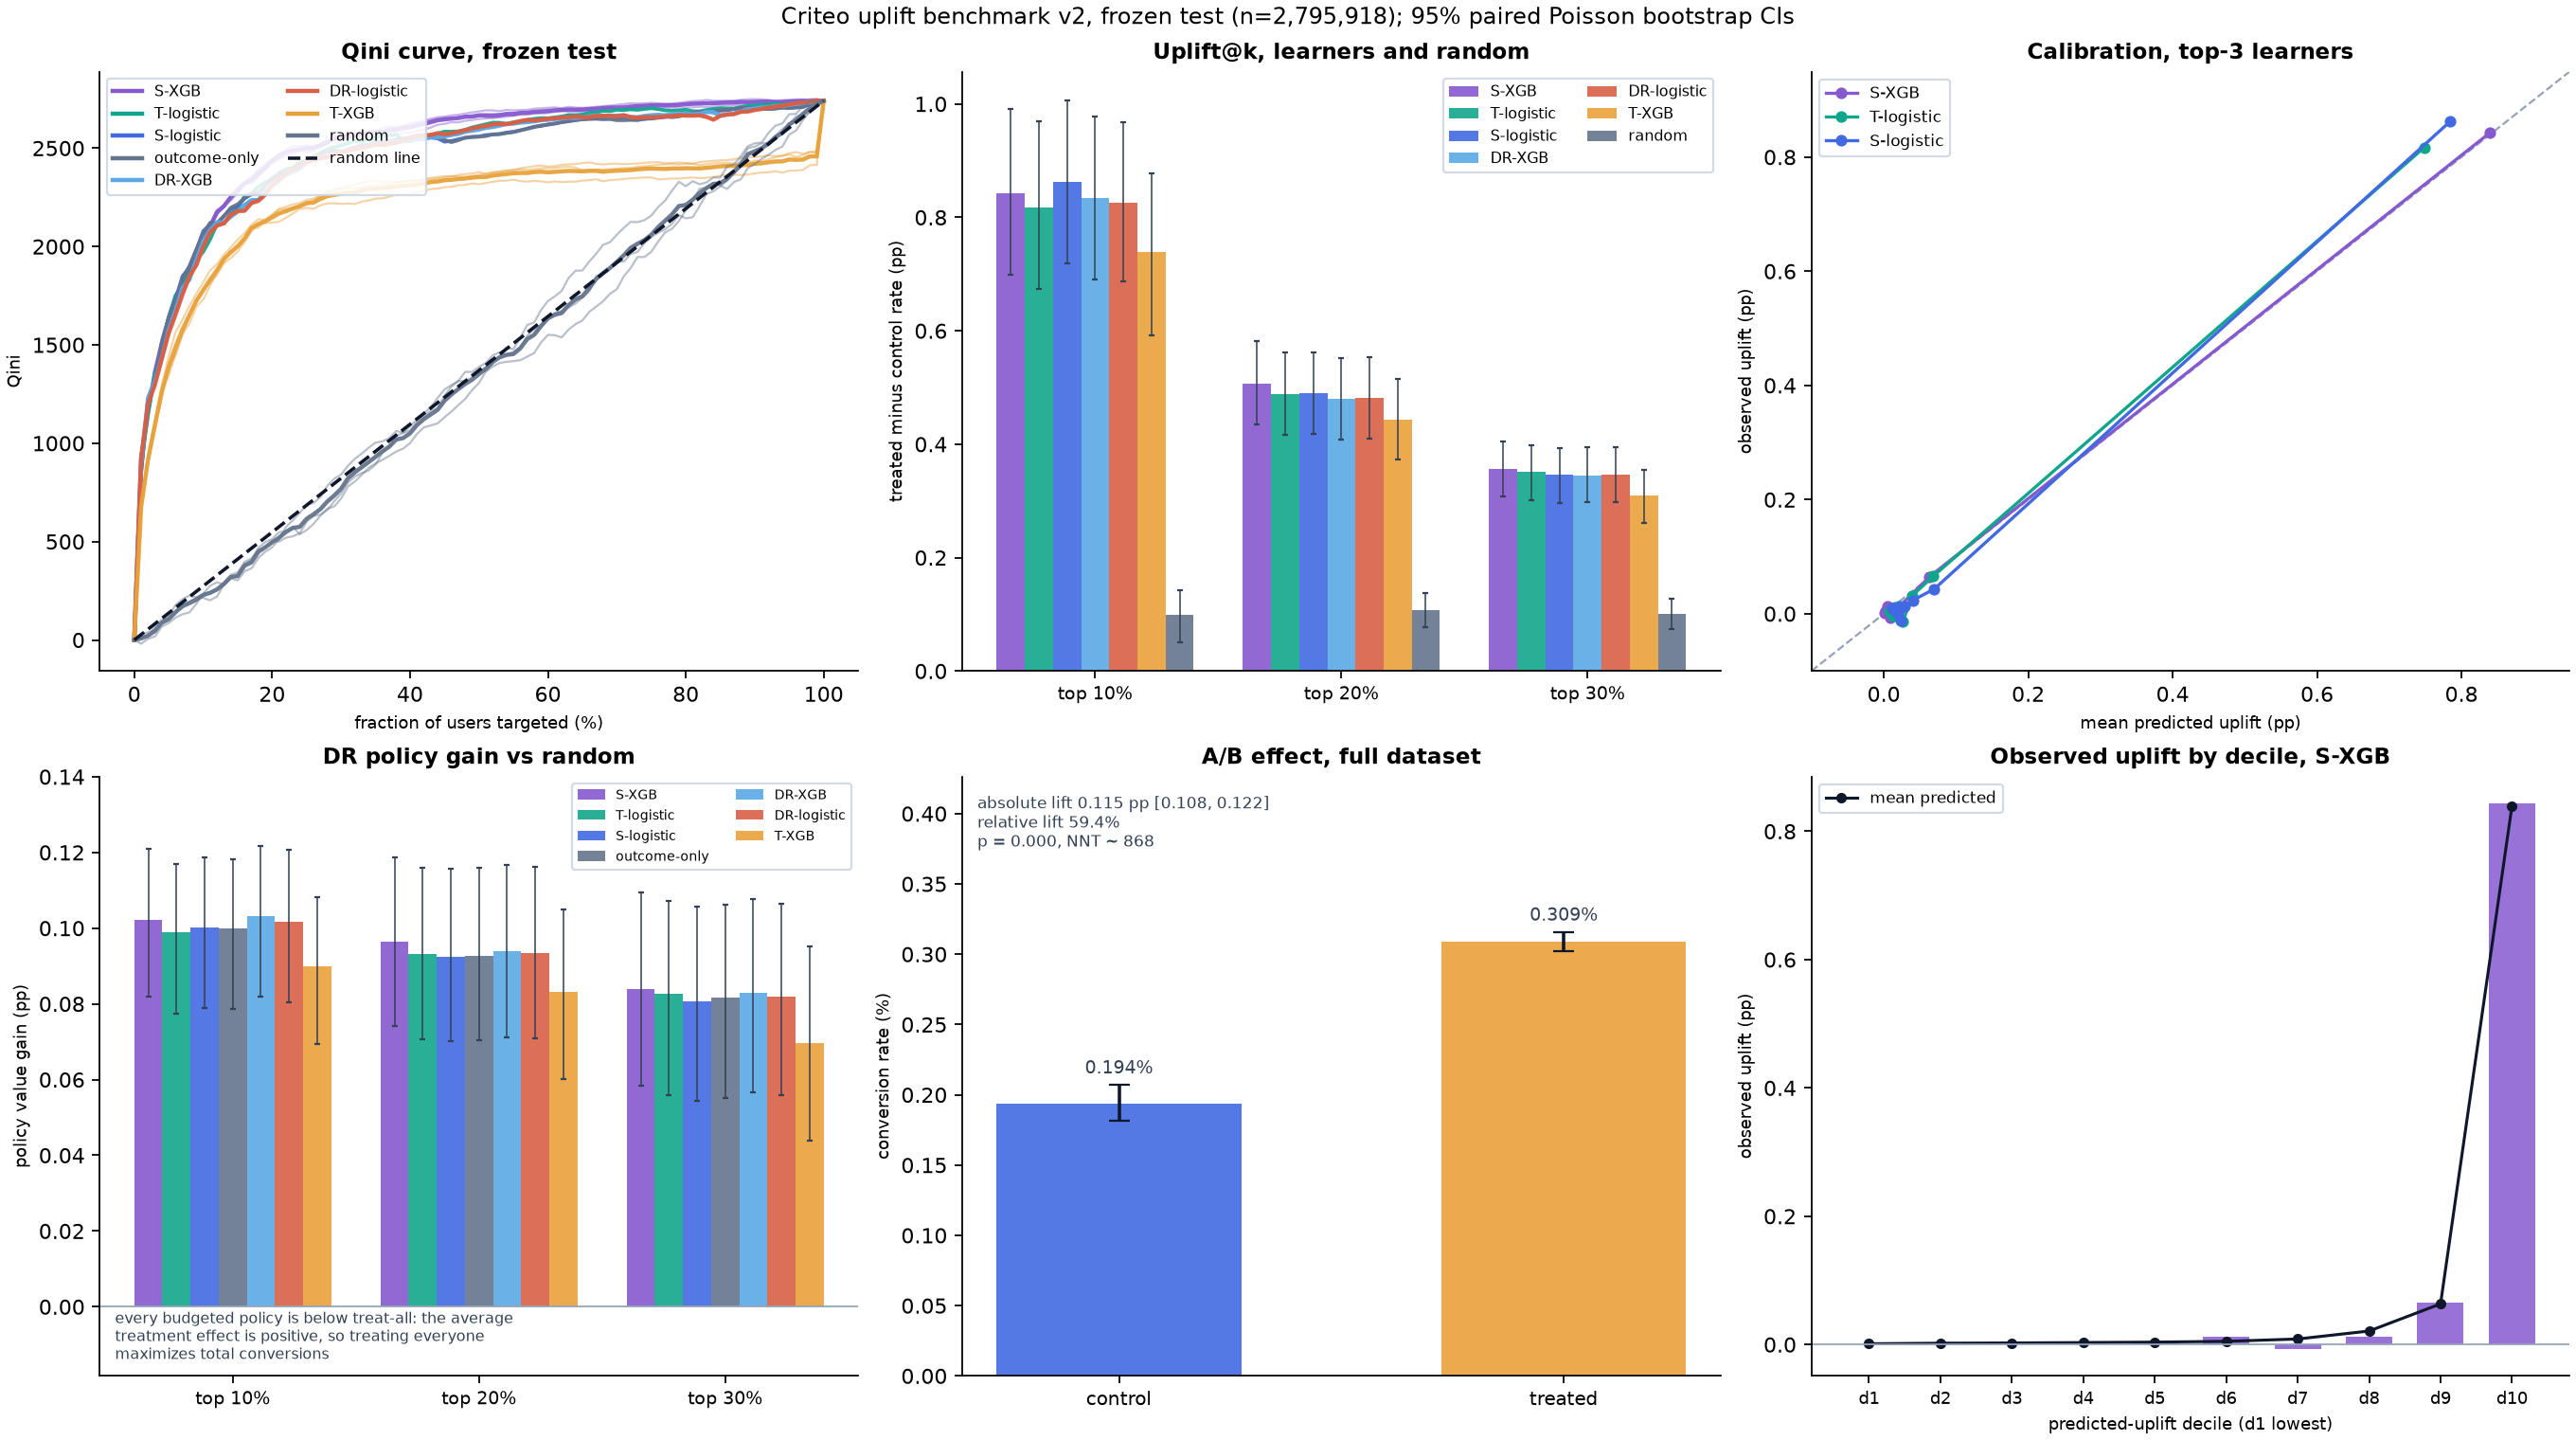 Criteo uplift benchmark v2, frozen test (n=2,795,918); 95% paired Poisson bootstrap CIs
Qini curve, frozen test
S-XGB
T-logistic
S-logistic
outcome-only
DR-XGB
DR-logistic
T-XGB
random
random line
2500
2000
1500
1000
500
0
Qini
0
20
40
60
80
100
fraction of users targeted (%)
Uplift@k, learners and random
S-XGB
T-logistic
S-logistic
DR-XGB
DR-logistic
T-XGB
random
1.0
0.8
0.6
0.4
0.2
0.0
treated minus control rate (pp)
top 10%
top 20%
top 30%
Calibration, top-3 learners
S-XGB
T-logistic
S-logistic
0.8
0.6
0.4
0.2
0.0
observed uplift (pp)
0.0
0.2
0.4
0.6
0.8
mean predicted uplift (pp)
DR policy gain vs random
S-XGB
T-logistic
S-logistic
outcome-only
DR-XGB
DR-logistic
T-XGB
0.14
0.12
0.10
0.08
0.06
0.04
0.02
0.00
policy value gain (pp)
every budgeted policy is below treat-all: the average
treatment effect is positive, so treating everyone
maximizes total conversions
top 10%
top 20%
top 30%
A/B effect, full dataset
absolute lift 0.115 pp [0.108, 0.122]
relative lift 59.4%
p = 0.000, NNT ~ 868
0.40
0.35
0.30
0.25
0.20
0.15
0.10
0.05
0.00
conversion rate (%)
0.194%
0.309%
control
treated
Observed uplift by decile, S-XGB
mean predicted
0.8
0.6
0.4
0.2
0.0
observed uplift (pp)
d1
d2
d3
d4
d5
d6
d7
d8
d9
d10
predicted-uplift decile (d1 lowest)